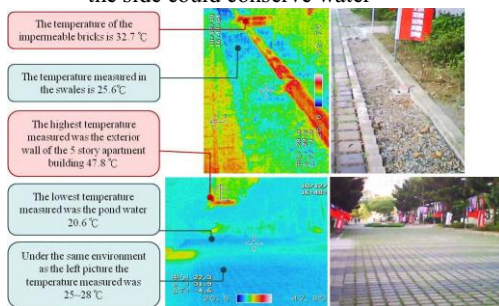 the side could conserve water
The temperature of the
impermeable bricks is 32.7 ℃
The temperature measured in
the swales is 25.6℃
The highest temperature
measured was the exterior
wall of the 5 story apartment
building 47.8 ℃
The lowest temperature
measured was the pond water
20.6 ℃
Under the same environment
as the left picture the
temperature measured was
25~28 ℃